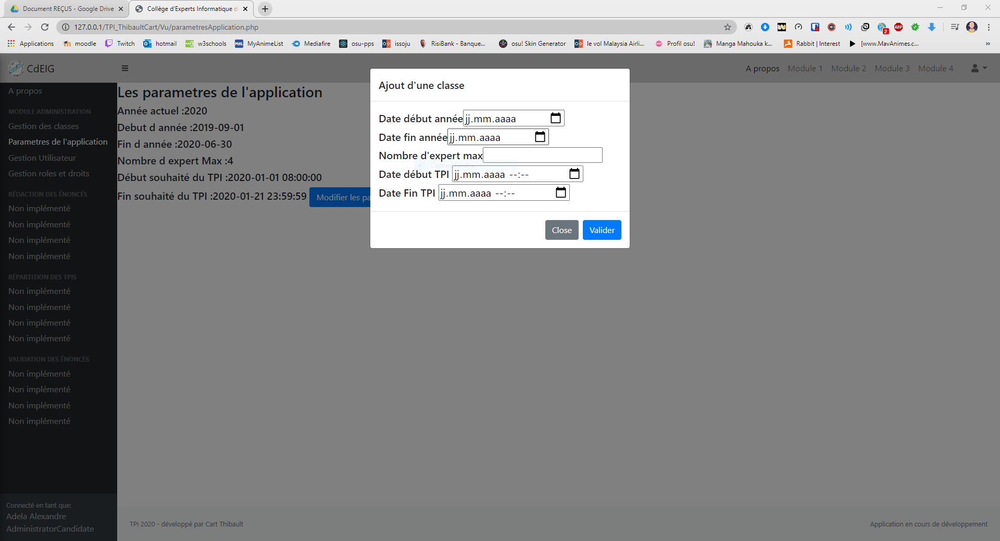 Document REÇUS - Google Drive
Collège d'Experts Informatique d
127.0.0.1/TPI_ThibaultCart/Vu/parametresApplication.php
2
ABP
Applications moodle Twitch hotmail w3schools MyAnimeList Mediafire osu-pps issoju RisiBank - Banque... osu! Skin Generator le vol Malaysia Airli... Profil osu! Manga Mahouka k... Rabbit | Interest [www.MavAnimes.c... »
CdEIG
A propos Module 1 Module 2 Module 3 Module 4
A propos
MODULE ADMINISTRATION
Gestion des classes
Parametres de l'application
Gestion Utilisateur
Gestion roles et droits
RÉDACTION DES ÉNONCÉS
Non implémenté
Non implémenté
Non implémenté
Non implémenté
RÉPARTITION DES TPIS
Non implémenté
Non implémenté
Non implémenté
Non implémenté
VALIDATION DES ÉNONCÉS
Non implémenté
Non implémenté
Non implémenté
Non implémenté
Connecté en tant que:
Adela Alexandre
AdministratorCandidate
Les parametres de l'application
Année actuel :2020
Debut d année :2019-09-01
Fin d année :2020-06-30
Nombre d expert Max :4
Début souhaité du TPI :2020-01-01 08:00:00
Fin souhaité du TPI :2020-01-21 23:59:59 Modifier les pa
Ajout d'une classe
Date début année jj.mm.aaaa
Date fin année jj.mm.aaaa
Nombre d'expert max
Date début TPI jj.mm.aaaa --:--
Date Fin TPI jj.mm.aaaa --:--
Close Valider
TPI 2020 - développé par Cart Thibault
Application en cours de développement